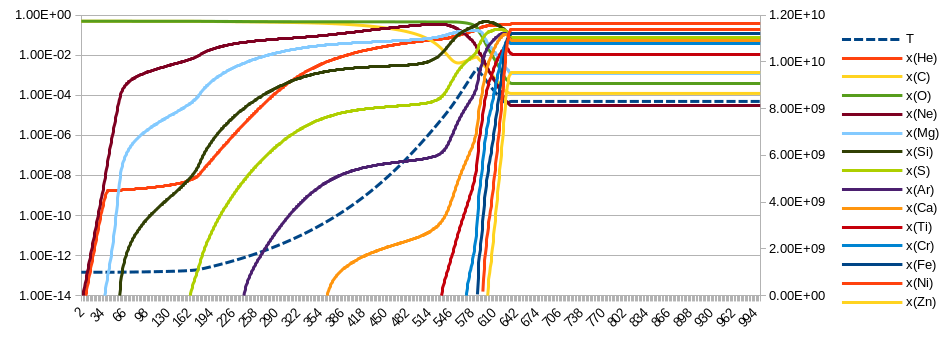 1.00E+00
1.00E-02
1.00E-04
1.00E-06
1.00E-08
1.00E-10
1.00E-12
1.00E-14
1.20E+10
1.00E+10
8.00E+09
6.00E+09
4.00E+09
2.00E+09
0.00E+00
2 34 66 98 130 162 194 226 258 290 322 354 386 418 450 482 514 546 578 610 642 674 706 738 770 802 834 866 898 930 962 994
T
x(He)
x(C)
x(O)
x(Ne)
x(Mg)
x(Si)
x(S)
x(Ar)
x(Ca)
x(Ti)
x(Cr)
x(Fe)
x(Ni)
x(Zn)